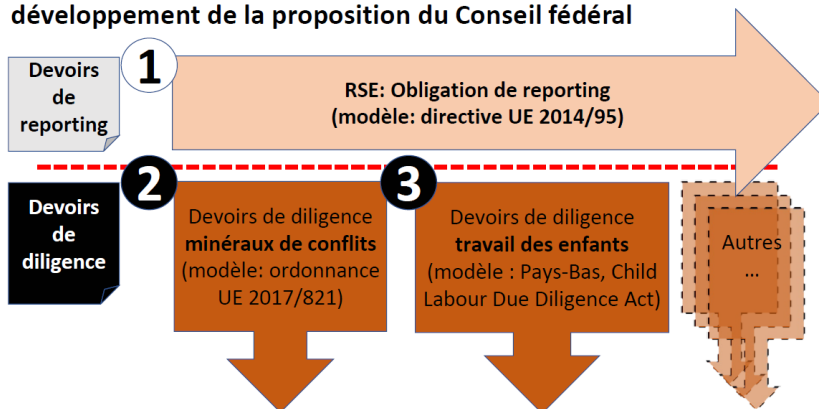 développement de la proposition du Conseil fédéral
Devoirs
de
reporting
1
RSE: Obligation de reporting
(modèle: directive UE 2014/95)
Devoirs
de
diligence
2
Devoirs de diligence
minéraux de conflits
(modèle: ordonnance
UE 2017/821)
3
Devoirs de diligence
travail des enfants
(modèle : Pays-Bas, Child
Labour Due Diligence Act)
Autres
...